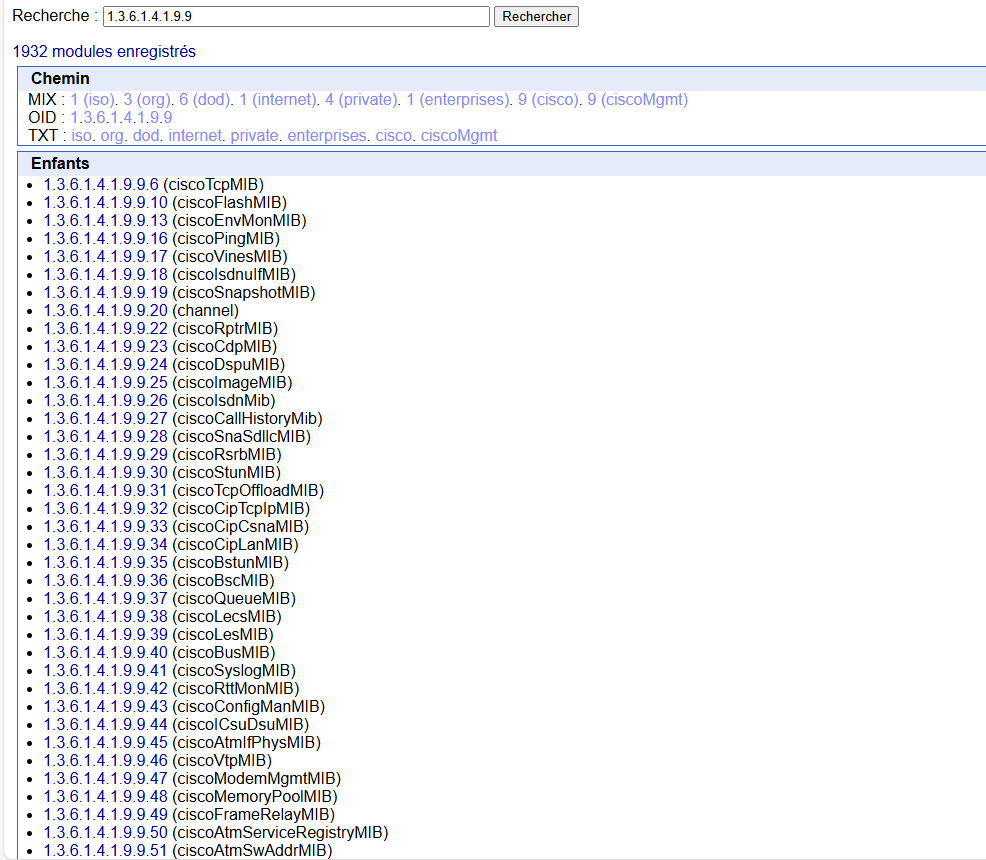 Recherche : 1.3.6.1.4.1.9.9 Rechercher
1932 modules enregistrés
Chemin
MIX : 1 (iso). 3 (org). 6 (dod). 1 (internet). 4 (private). 1 (enterprises). 9 (cisco). 9 (ciscoMgmt)
OID : 1.3.6.1.4.1.9.9
TXT : iso. org. dod. internet. private. enterprises. cisco. ciscoMgmt
Enfants
• 1.3.6.1.4.1.9.9.6 (ciscoTcpMIB)
• 1.3.6.1.4.1.9.9.10 (ciscoFlashMIB)
• 1.3.6.1.4.1.9.9.13 (ciscoEnvMonMIB)
• 1.3.6.1.4.1.9.9.16 (ciscoPingMIB)
• 1.3.6.1.4.1.9.9.17 (ciscoVinesMIB)
• 1.3.6.1.4.1.9.9.18 (ciscoIsdnuIfMIB)
• 1.3.6.1.4.1.9.9.19 (ciscoSnapshotMIB)
• 1.3.6.1.4.1.9.9.20 (channel)
• 1.3.6.1.4.1.9.9.22 (ciscoRptrMIB)
• 1.3.6.1.4.1.9.9.23 (ciscoCdpMIB)
• 1.3.6.1.4.1.9.9.24 (ciscoDspuMIB)
• 1.3.6.1.4.1.9.9.25 (ciscoImageMIB)
• 1.3.6.1.4.1.9.9.26 (ciscoIsdnMib)
• 1.3.6.1.4.1.9.9.27 (ciscoCallHistoryMib)
• 1.3.6.1.4.1.9.9.28 (ciscoSnaSdllcMIB)
• 1.3.6.1.4.1.9.9.29 (ciscoRsrbMIB)
• 1.3.6.1.4.1.9.9.30 (ciscoStunMIB)
• 1.3.6.1.4.1.9.9.31 (ciscoTcpOffloadMIB)
• 1.3.6.1.4.1.9.9.32 (ciscoCipTcpIpMIB)
• 1.3.6.1.4.1.9.9.33 (ciscoCipCsnaMIB)
• 1.3.6.1.4.1.9.9.34 (ciscoCipLanMIB)
• 1.3.6.1.4.1.9.9.35 (ciscoBstunMIB)
• 1.3.6.1.4.1.9.9.36 (ciscoBscMIB)
• 1.3.6.1.4.1.9.9.37 (ciscoQueueMIB)
• 1.3.6.1.4.1.9.9.38 (ciscoLecsMIB)
• 1.3.6.1.4.1.9.9.39 (ciscoLesMIB)
• 1.3.6.1.4.1.9.9.40 (ciscoBusMIB)
• 1.3.6.1.4.1.9.9.41 (ciscoSyslogMIB)
• 1.3.6.1.4.1.9.9.42 (ciscoRttMonMIB)
• 1.3.6.1.4.1.9.9.43 (ciscoConfigManMIB)
• 1.3.6.1.4.1.9.9.44 (ciscoICsuDsuMIB)
• 1.3.6.1.4.1.9.9.45 (ciscoAtmIfPhysMIB)
• 1.3.6.1.4.1.9.9.46 (ciscoVtpMIB)
• 1.3.6.1.4.1.9.9.47 (ciscoModemMgmtMIB)
• 1.3.6.1.4.1.9.9.48 (ciscoMemoryPoolMIB)
• 1.3.6.1.4.1.9.9.49 (ciscoFrameRelayMIB)
• 1.3.6.1.4.1.9.9.50 (ciscoAtmServiceRegistryMIB)
• 1.3.6.1.4.1.9.9.51 (ciscoAtmSwAddrMIB)